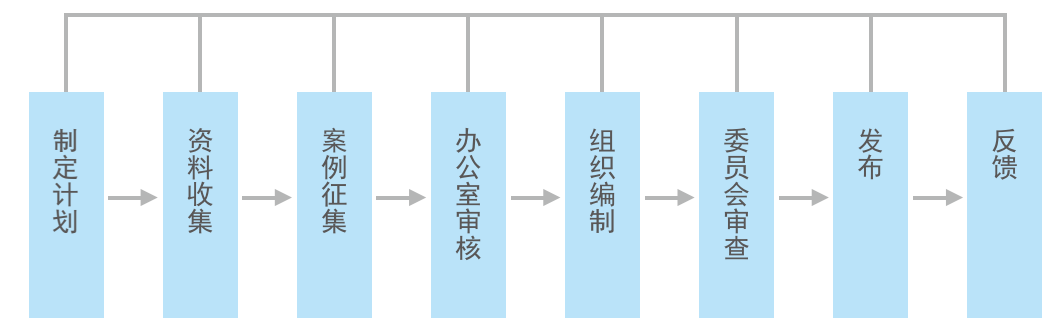 制定计划
资料收集
案例征集
办公室审核
组织编制
委员会审查
发布
反馈